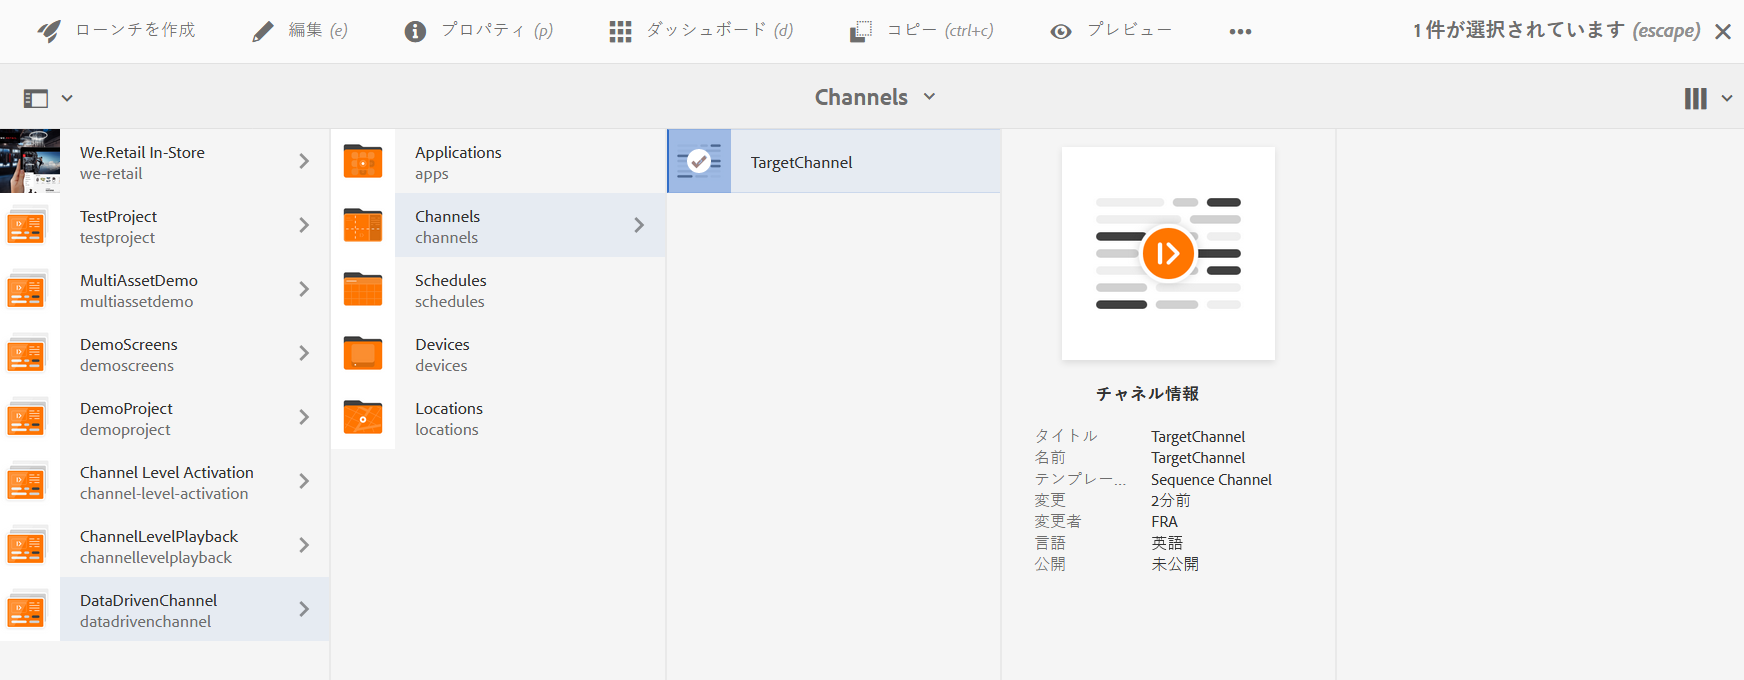 ローンチを作成 編集 (e) プロパティ (p) ダッシュボード (d) コピー (ctrl+c) プレビュー 1 件が選択されています (escape)
Channels
We.Retail In-Store
we-retail
TestProject
testproject
MultiAssetDemo
multiassetdemo
DemoScreens
demoscreens
DemoProject
demoproject
Channel Level Activation
channel-level-activation
ChannelLevelPlayback
channellevelplayback
DataDrivenChannel
datadrivenchannel
Applications
apps
Channels
channels
Schedules
schedules
Devices
devices
Locations
locations
TargetChannel
チャネル情報
タイトル TargetChannel
名前 TargetChannel
テンプレー... Sequence Channel
変更 2分前
変更者 FRA
言語 英語
公開 未公開